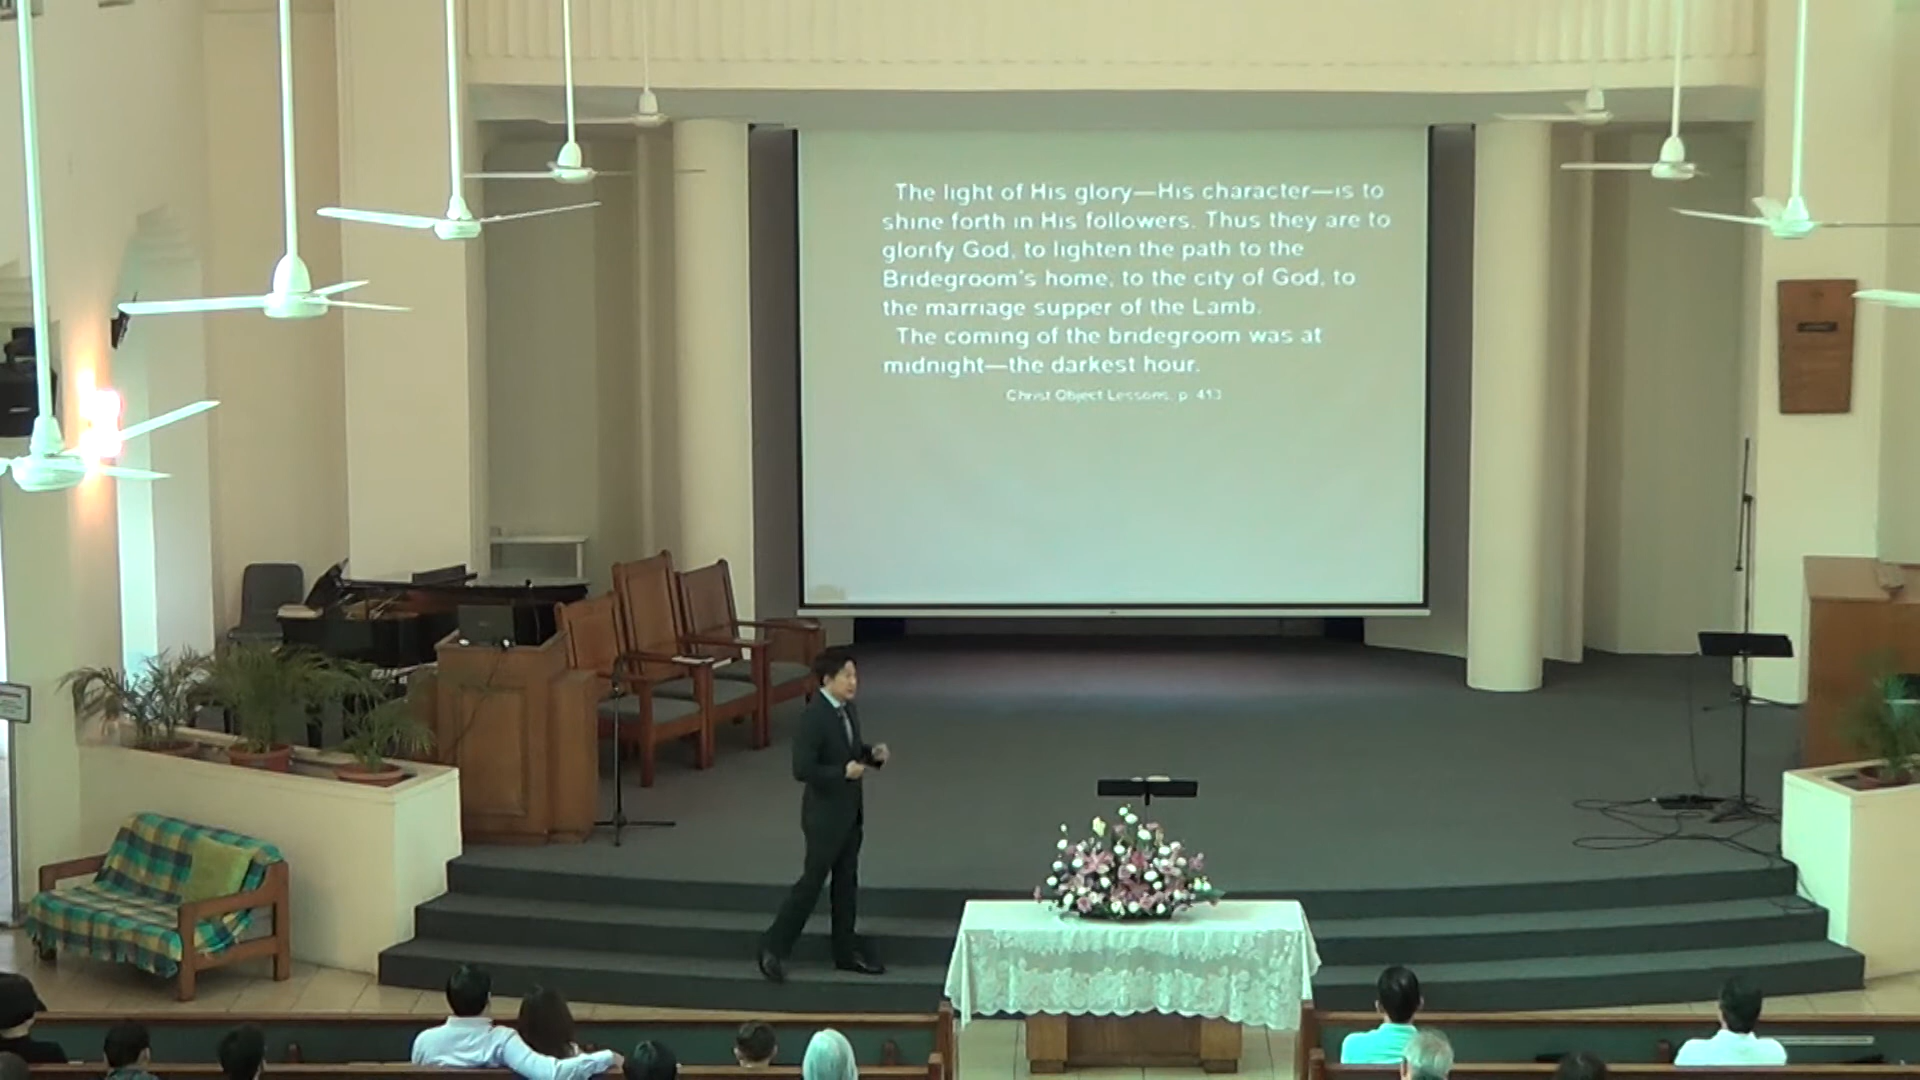 The light of His glory—His character—is to
shine forth in His followers. Thus they are to
glorify God, to lighten the path to the
Bridegroom's home, to the city of God, to
the marriage supper of the Lamb.
The coming of the bridegroom was at
midnight—the darkest hour.
Christ Object Lessons, p. 413